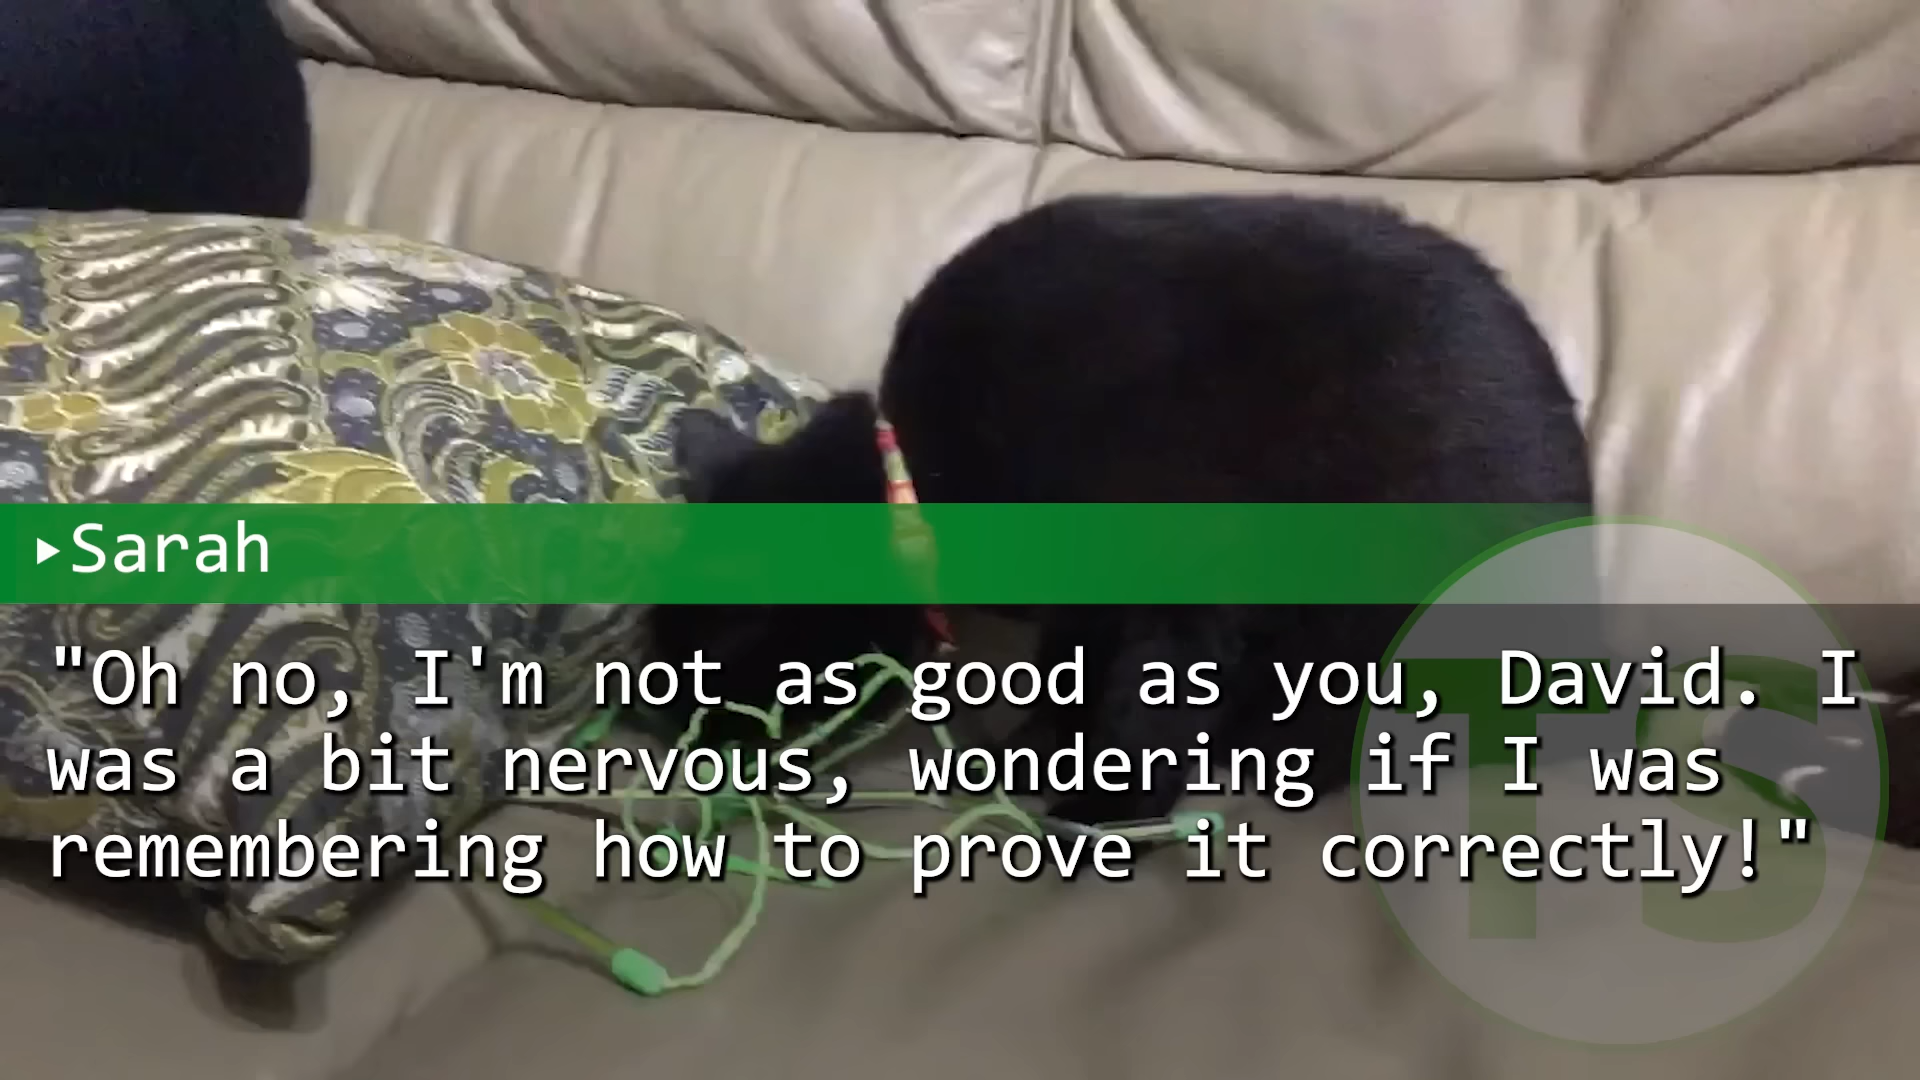 Sarah
"Oh no, I'm not as good as you, David. I
was a bit nervous, wondering if I was
remembering how to prove it correctly!"
TS